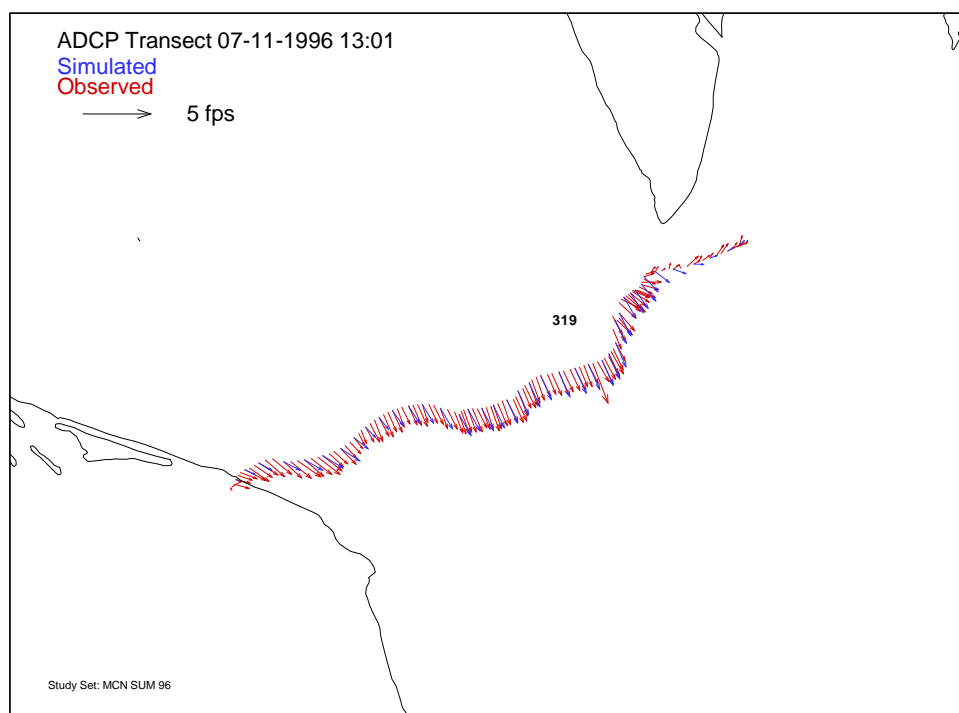 ADCP Transect 07-11-1996 13:01
Simulated
Observed
5 fps
319
Study Set: MCN SUM 96